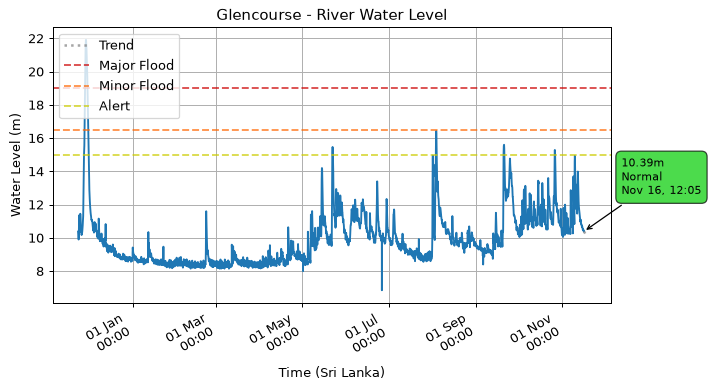 Glencourse - River Water Level
Trend
Major Flood
Minor Flood
Alert
22
20
18
16
14
12
10
8
Water Level (m)
10.39m
Normal
Nov 16, 12:05
01 Jan
00:00
01 Mar
00:00
01 May
00:00
01 Jul
00:00
01 Sep
00:00
01 Nov
00:00
Time (Sri Lanka)